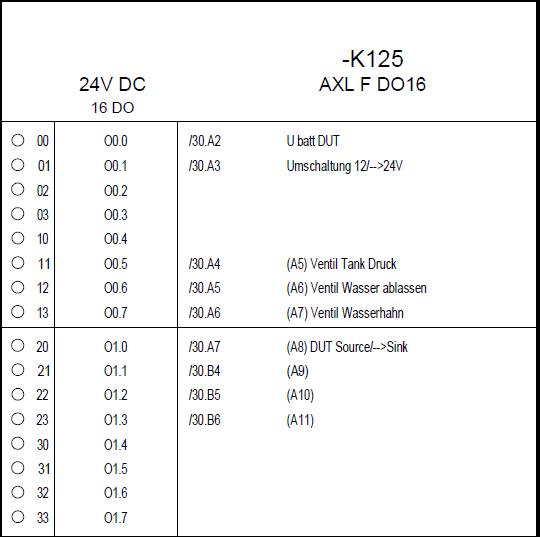 -K125
24V DC AXL F DO16
16 DO
00 O0.0 /30.A2 U batt DUT
01 O0.1 /30.A3 Umschaltung 12/-->24V
02 O0.2
03 O0.3
10 O0.4
11 O0.5 /30.A4 (A5) Ventil Tank Druck
12 O0.6 /30.A5 (A6) Ventil Wasser ablassen
13 O0.7 /30.A6 (A7) Ventil Wasserhahn
20 O1.0 /30.A7 (A8) DUT Source/-->Sink
21 O1.1 /30.B4 (A9)
22 O1.2 /30.B5 (A10)
23 O1.3 /30.B6 (A11)
30 O1.4
31 O1.5
32 O1.6
33 O1.7